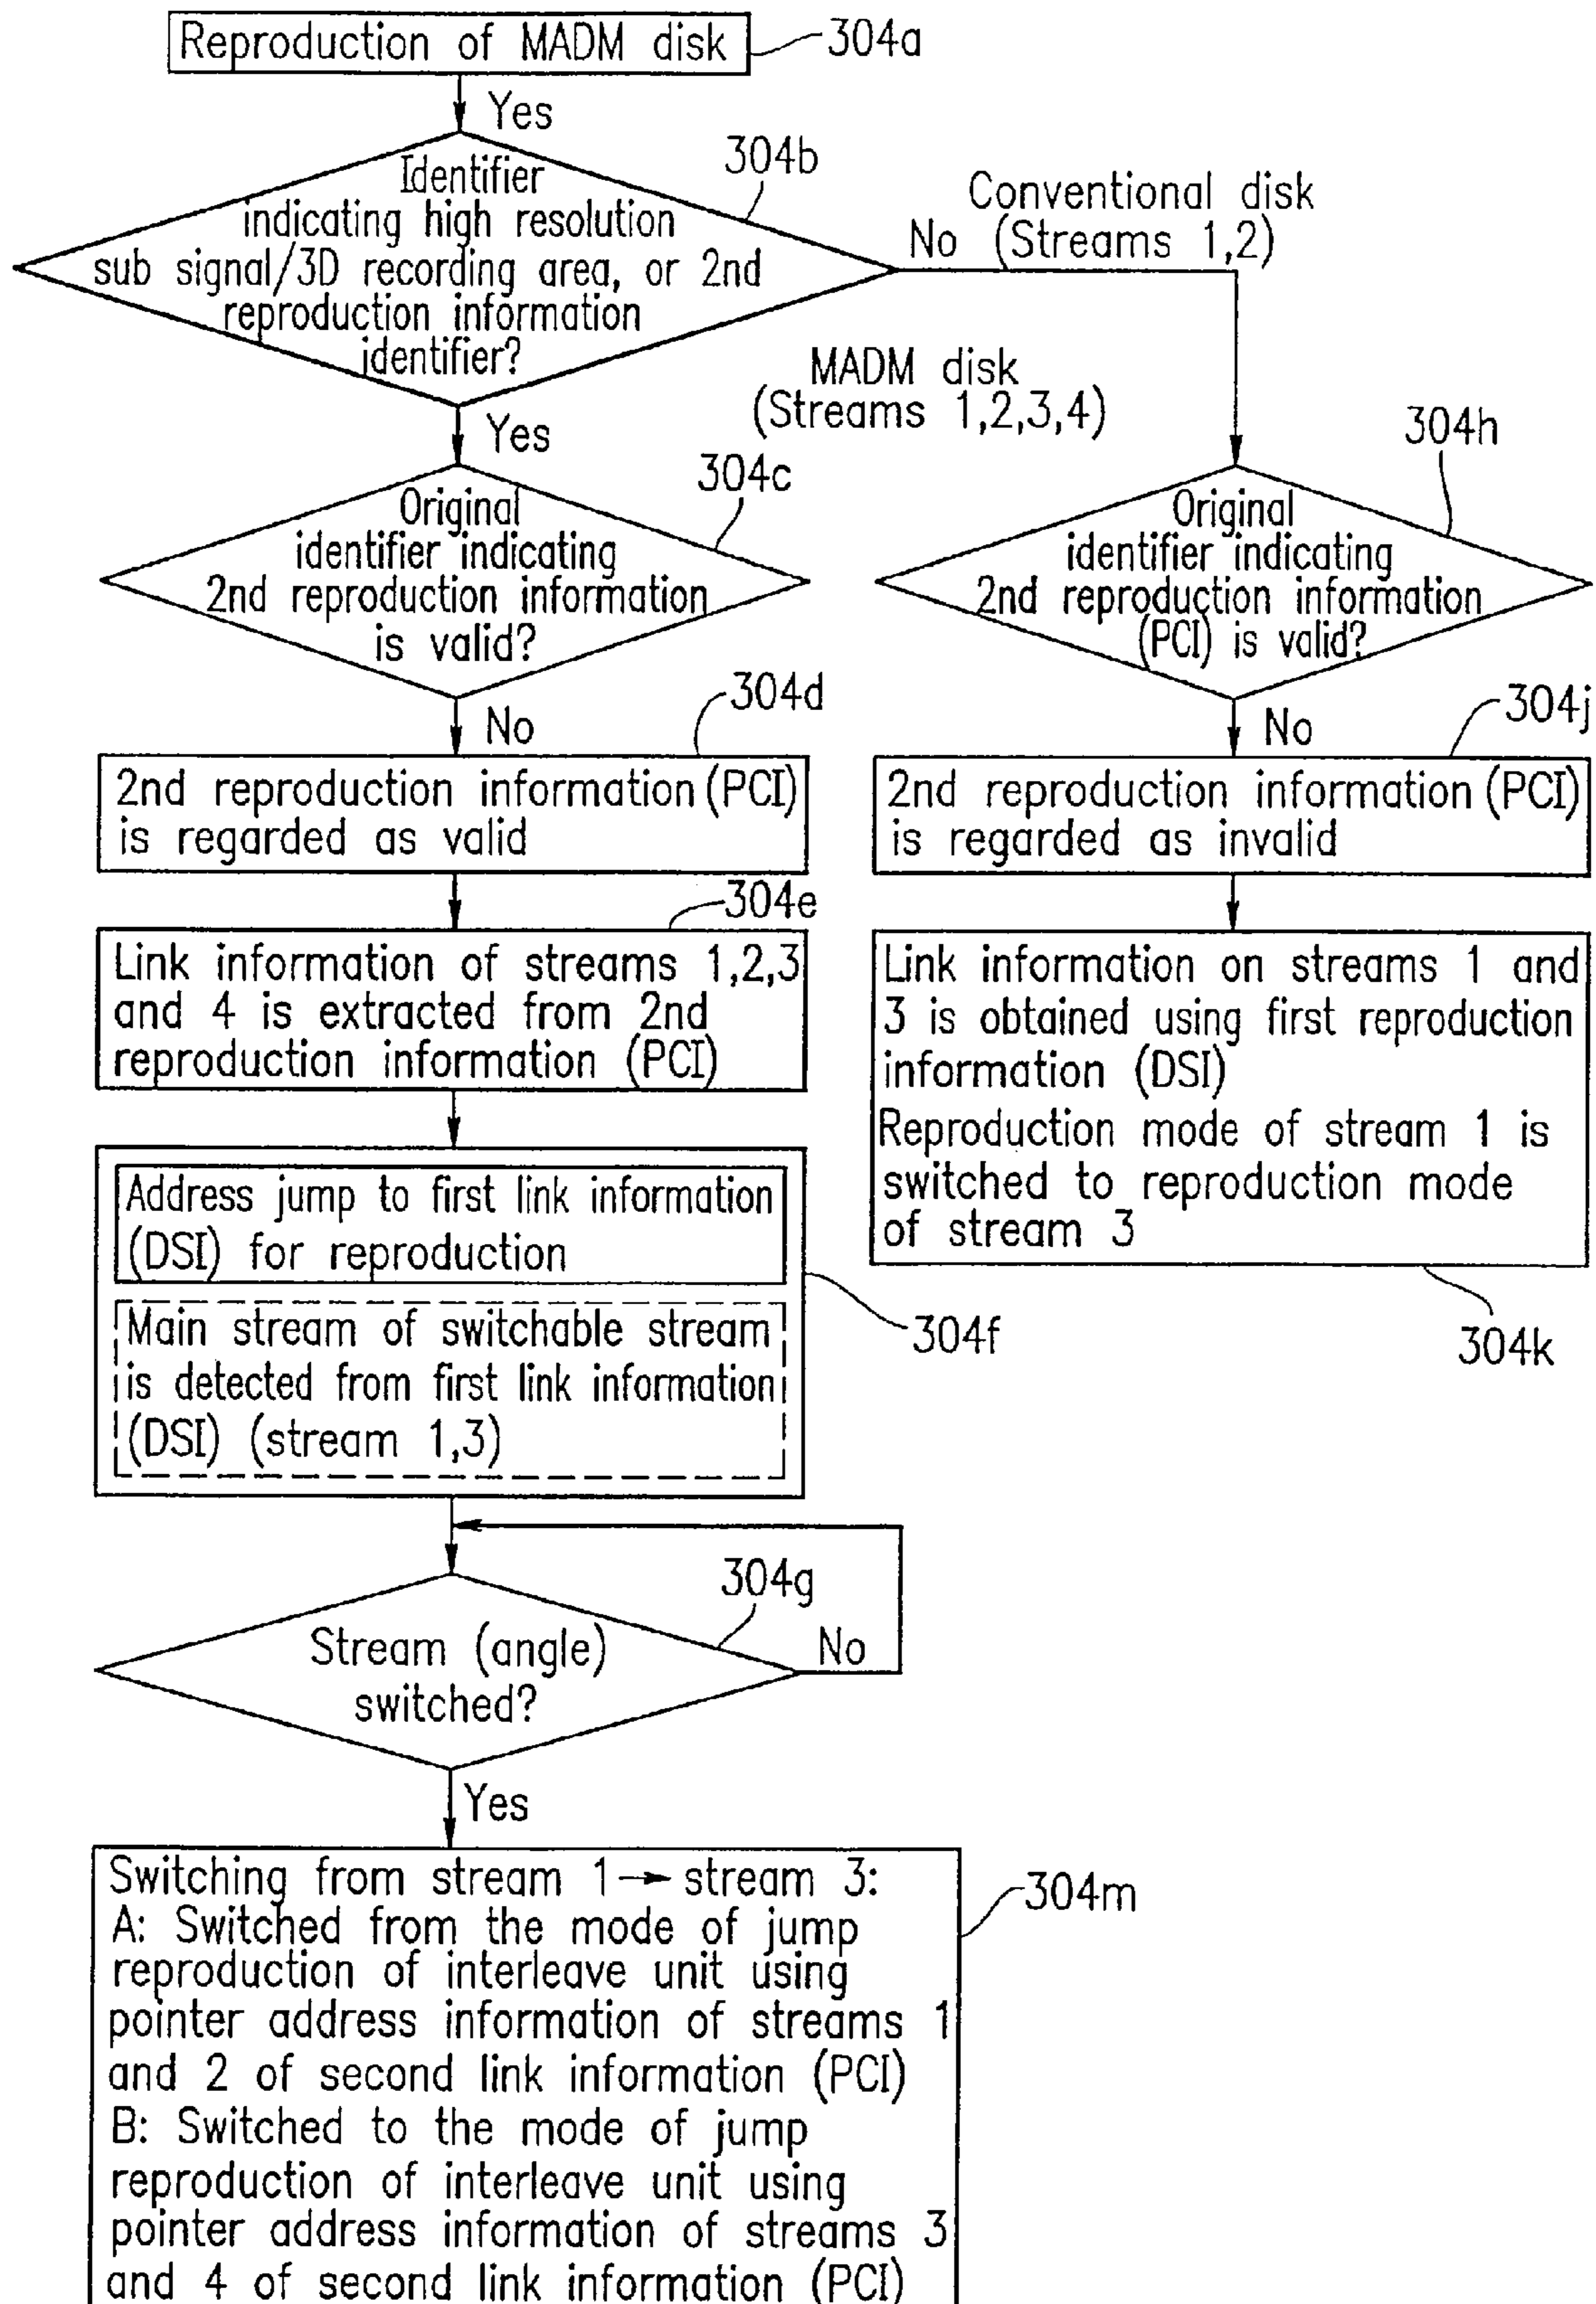 Reproduction of MADM disk
304a
Yes
Identifier
indicating high resolution
sub signal/3D recording area, or 2nd
reproduction information
identifier?
304b
Conventional disk
No (Streams 1,2)
MADM disk
(Streams 1,2,3,4)
Yes
304c
Original
identifier indicating
2nd reproduction information
is valid?
304h
Original
identifier indicating
2nd reproduction information
(PCI) is valid?
No
304d
2nd reproduction information (PCI)
is regarded as valid
No
304j
2nd reproduction information (PCI)
is regarded as invalid
304e
Link information of streams 1,2,3
and 4 is extracted from 2nd
reproduction information (PCI)
Link information on streams 1 and
3 is obtained using first reproduction
information (DSI)
Reproduction mode of stream 1 is
switched to reproduction mode
of stream 3
304k
Address jump to first link information
(DSI) for reproduction
Main stream of switchable stream
is detected from first link information
(DSI) (stream 1,3)
304f
304g
Stream (angle)
switched?
No
Yes
Switching from stream 1→ stream 3:
A: Switched from the mode of jump
reproduction of interleave unit using
pointer address information of streams 1
and 2 of second link information (PCI)
B: Switched to the mode of jump
reproduction of interleave unit using
pointer address information of streams 3
and 4 of second link information (PCI)
304m